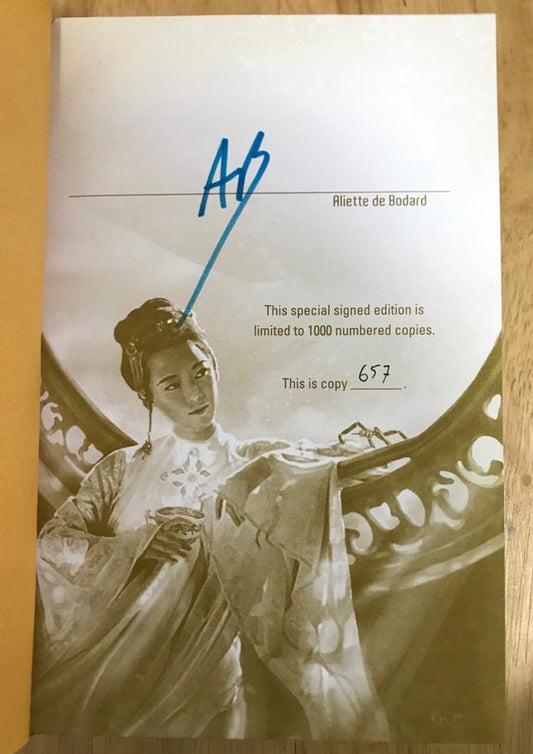 AB
Aliette de Bodard
This special signed edition is
limited to 1000 numbered copies.
This is copy 657.